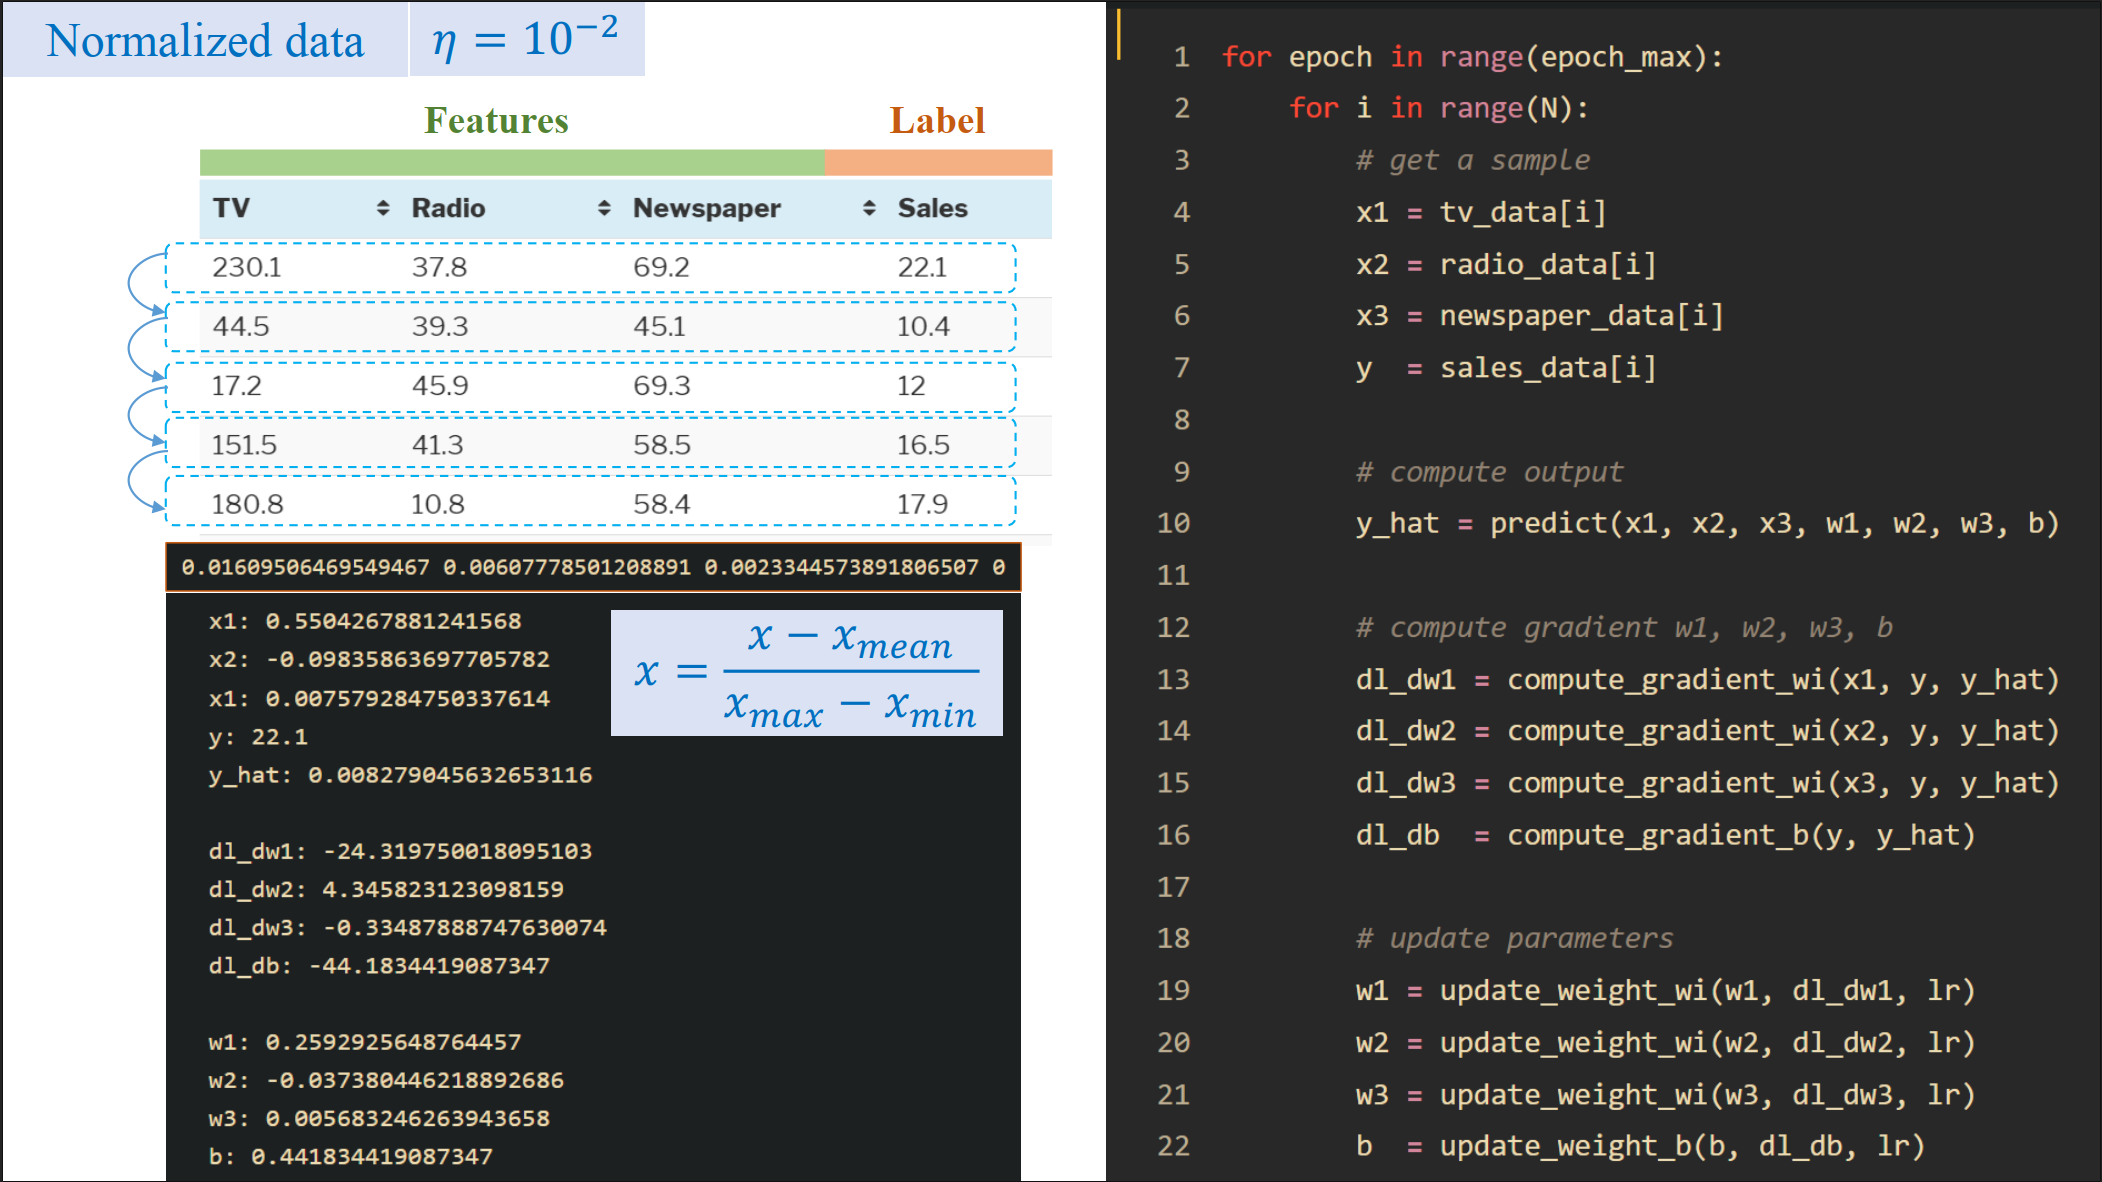 Normalized data
η = 10⁻²
Features Label
TV Radio Newspaper Sales
230.1 37.8 69.2 22.1
44.5 39.3 45.1 10.4
17.2 45.9 69.3 12
151.5 41.3 58.5 16.5
180.8 10.8 58.4 17.9
0.01609506469549467 0.00607778501208891 0.0023344573891806507 0
x1: 0.5504267881241568
x2: -0.09835863697705782
x1: 0.007579284750337614
y: 22.1
y_hat: 0.008279045632653116
dl_dw1: -24.319750018095103
dl_dw2: 4.345823123098159
dl_dw3: -0.33487888747630074
dl_db: -44.1834419087347
w1: 0.2592925648764457
w2: -0.037380446218892686
w3: 0.005683246263943658
b: 0.441834419087347
x = (x − x_mean) / (x_max − x_min)
1 for epoch in range(epoch_max):
2 for i in range(N):
3 # get a sample
4 x1 = tv_data[i]
5 x2 = radio_data[i]
6 x3 = newspaper_data[i]
7 y = sales_data[i]
8
9 # compute output
10 y_hat = predict(x1, x2, x3, w1, w2, w3, b)
11
12 # compute gradient w1, w2, w3, b
13 dl_dw1 = compute_gradient_wi(x1, y, y_hat)
14 dl_dw2 = compute_gradient_wi(x2, y, y_hat)
15 dl_dw3 = compute_gradient_wi(x3, y, y_hat)
16 dl_db = compute_gradient_b(y, y_hat)
17
18 # update parameters
19 w1 = update_weight_wi(w1, dl_dw1, lr)
20 w2 = update_weight_wi(w2, dl_dw2, lr)
21 w3 = update_weight_wi(w3, dl_dw3, lr)
22 b = update_weight_b(b, dl_db, lr)